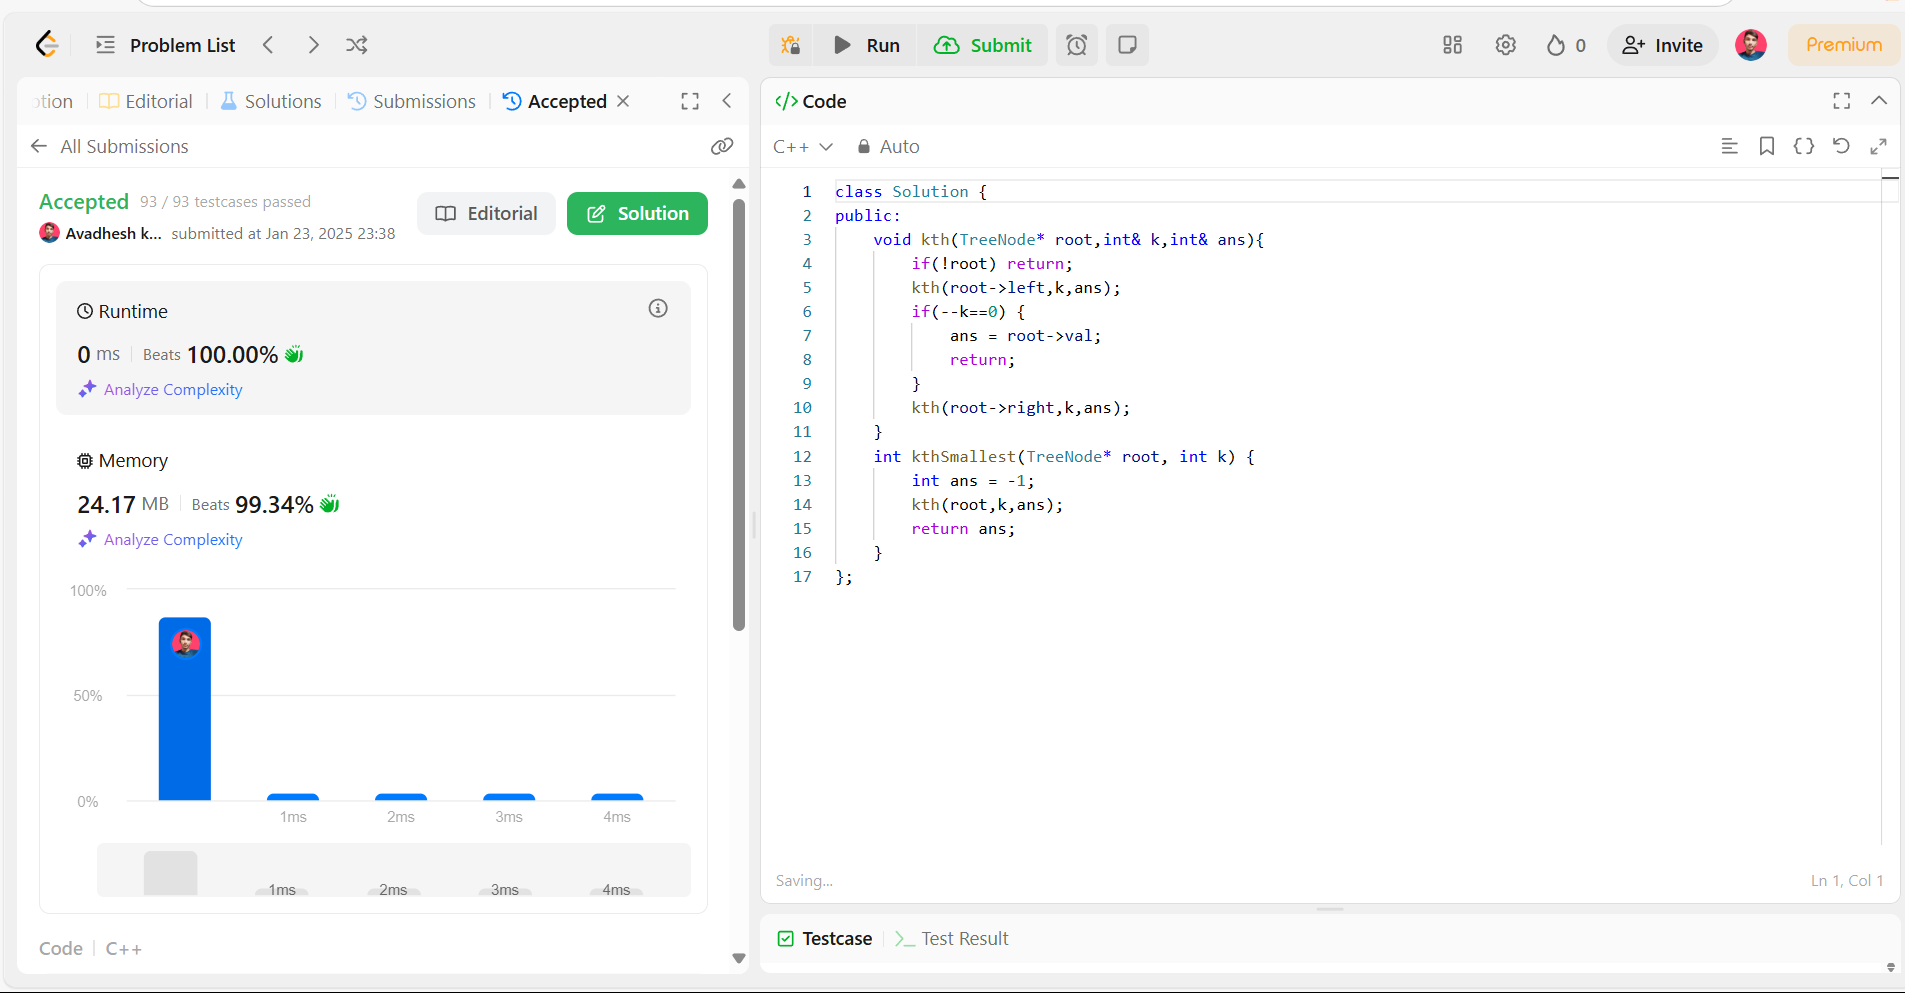 Problem List
Run
Submit
0
Invite
Premium
Editorial
Solutions
Submissions
Accepted
All Submissions
Accepted 93 / 93 testcases passed
Avadhesh k... submitted at Jan 23, 2025 23:38
Editorial
Solution
Runtime
0 ms Beats 100.00%
Analyze Complexity
Memory
24.17 MB Beats 99.34%
Analyze Complexity
100%
50%
0%
1ms 2ms 3ms 4ms
1ms 2ms 3ms 4ms
Code C++
</> Code
C++ Auto
1 class Solution {
2 public:
3     void kth(TreeNode* root,int& k,int& ans){
4         if(!root) return;
5         kth(root->left,k,ans);
6         if(--k==0) {
7             ans = root->val;
8             return;
9         }
10         kth(root->right,k,ans);
11     }
12     int kthSmallest(TreeNode* root, int k) {
13         int ans = -1;
14         kth(root,k,ans);
15         return ans;
16     }
17 };
Saving...
Ln 1, Col 1
Testcase
Test Result